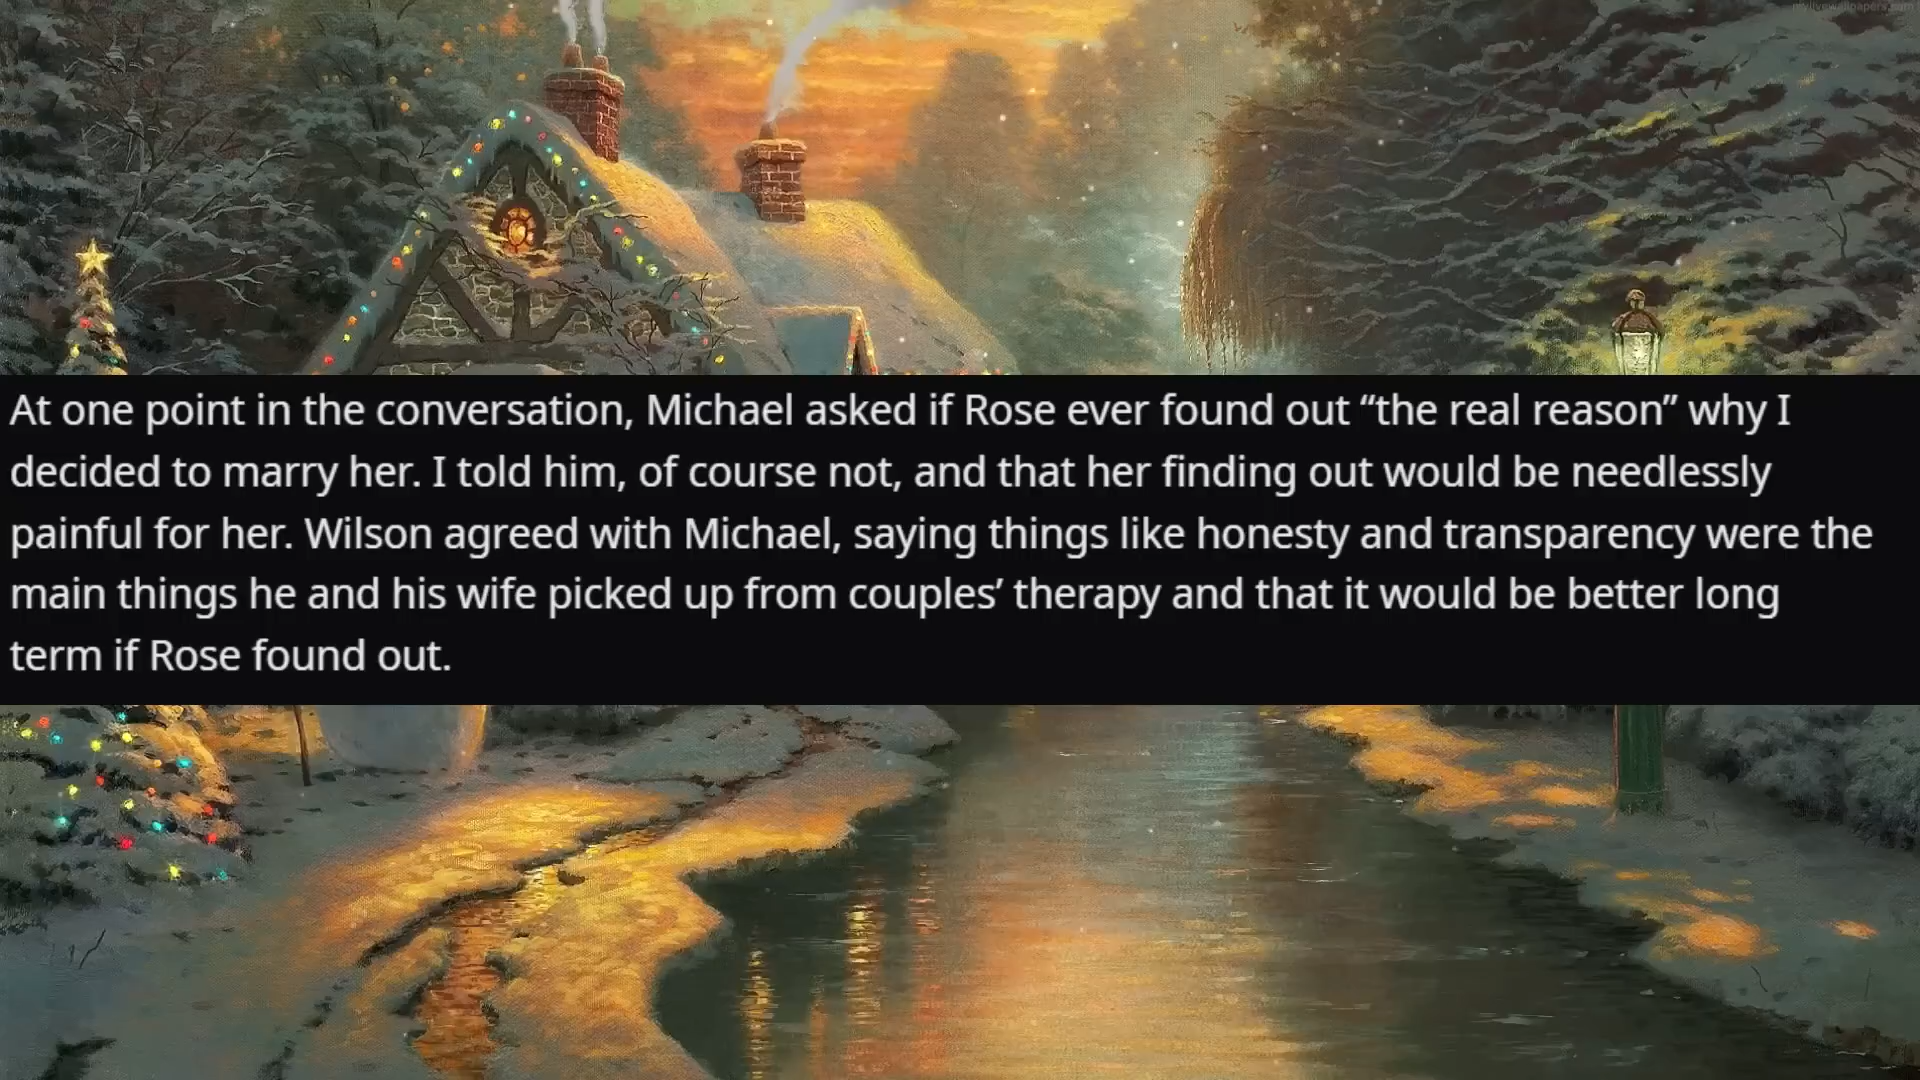 mylivewallpapers.com
At one point in the conversation, Michael asked if Rose ever found out “the real reason” why I
decided to marry her. I told him, of course not, and that her finding out would be needlessly
painful for her. Wilson agreed with Michael, saying things like honesty and transparency were the
main things he and his wife picked up from couples’ therapy and that it would be better long
term if Rose found out.